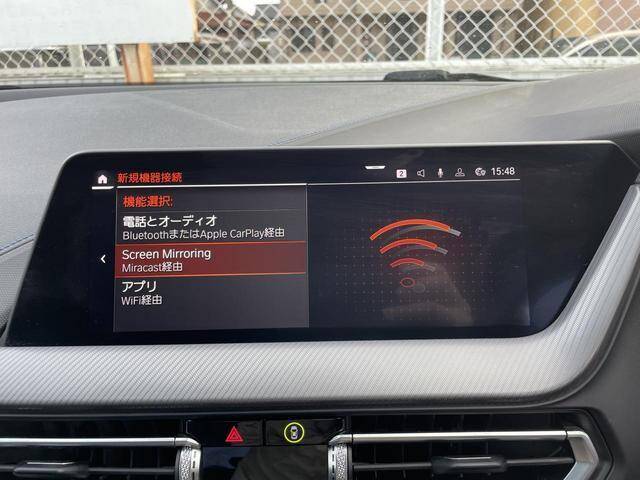 新規機器接続
2
15:48
機能選択:
電話とオーディオ
BluetoothまたはApple CarPlay経由
Screen Mirroring
Miracast経由
アプリ
WiFi経由